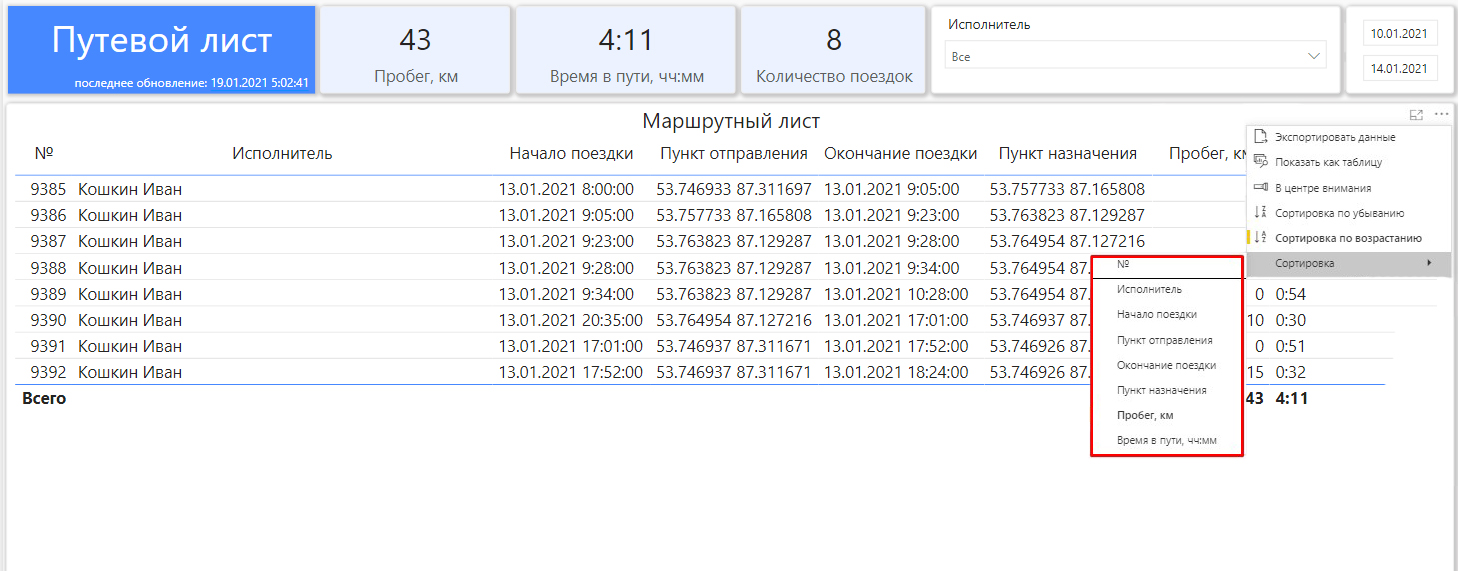 Путевой лист
последнее обновление: 19.01.2021 5:02:41
43
Пробег, км
4:11
Время в пути, чч:мм
8
Количество поездок
Исполнитель
Все
10.01.2021
14.01.2021
Маршрутный лист
№ Исполнитель Начало поездки Пункт отправления Окончание поездки Пункт назначения Пробег,
9385 Кошкин Иван 13.01.2021 8:00:00 53.746933 87.311697 13.01.2021 9:05:00 53.757733 87.165808
9386 Кошкин Иван 13.01.2021 9:05:00 53.757733 87.165808 13.01.2021 9:23:00 53.763823 87.129287
9387 Кошкин Иван 13.01.2021 9:23:00 53.763823 87.129287 13.01.2021 9:28:00 53.764954 87.127216
9388 Кошкин Иван 13.01.2021 9:28:00 53.763823 87.129287 13.01.2021 9:34:00 53.764954 87.
9389 Кошкин Иван 13.01.2021 9:34:00 53.763823 87.129287 13.01.2021 10:28:00 53.764954 87. 0 0:54
9390 Кошкин Иван 13.01.2021 20:35:00 53.764954 87.127216 13.01.2021 17:01:00 53.746937 87. 10 0:30
9391 Кошкин Иван 13.01.2021 17:01:00 53.746937 87.311671 13.01.2021 17:52:00 53.746926 87. 0 0:51
9392 Кошкин Иван 13.01.2021 17:52:00 53.746937 87.311671 13.01.2021 18:24:00 53.746926 87. 15 0:32
Всего 43 4:11
Экспортировать данные
Показать как таблицу
В центре внимания
Сортировка по убыванию
Сортировка по возрастанию
Сортировка
№
Исполнитель
Начало поездки
Пункт отправления
Окончание поездки
Пункт назначения
Пробег, км
Время в пути, чч:мм